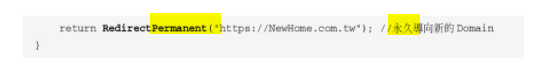 return RedirectPermanent("https://NewHome.com.tw"); //永久導向新的 Domain
}